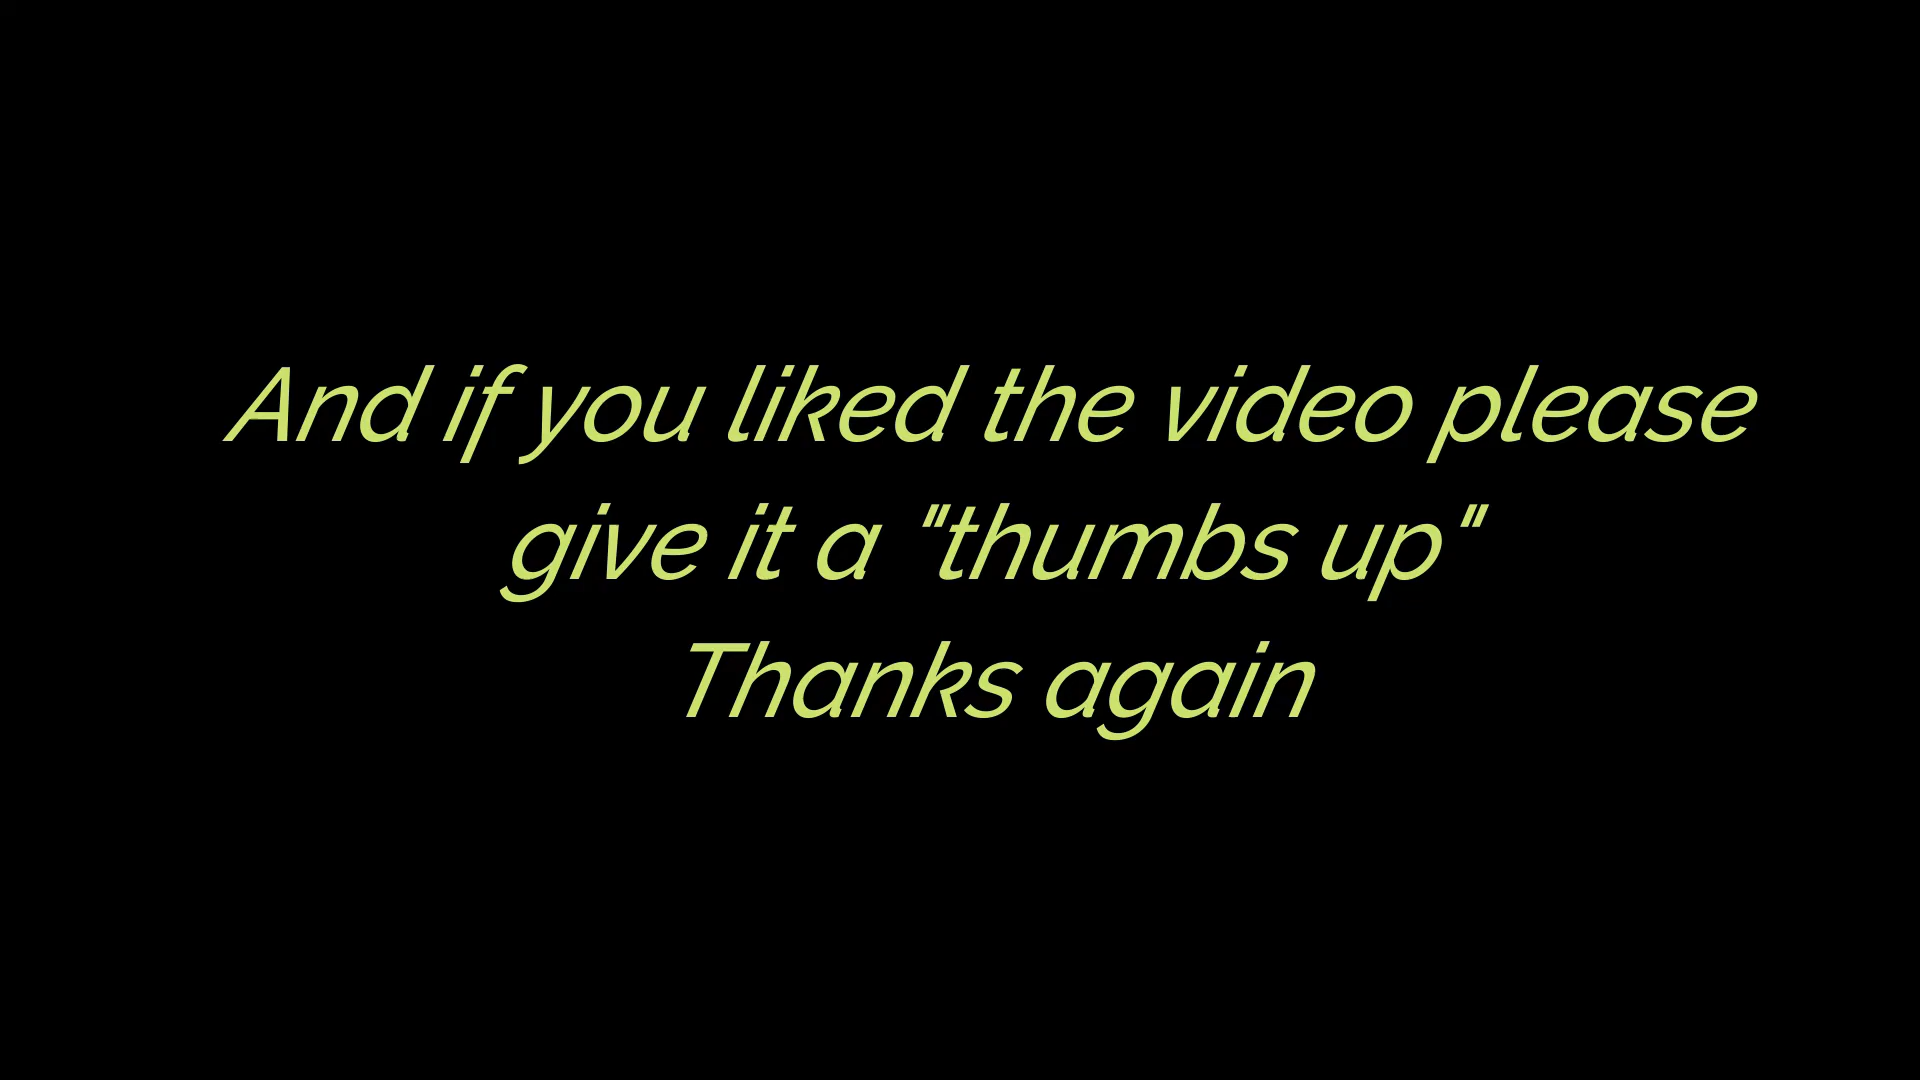 And if you liked the video please
give it a "thumbs up"
Thanks again